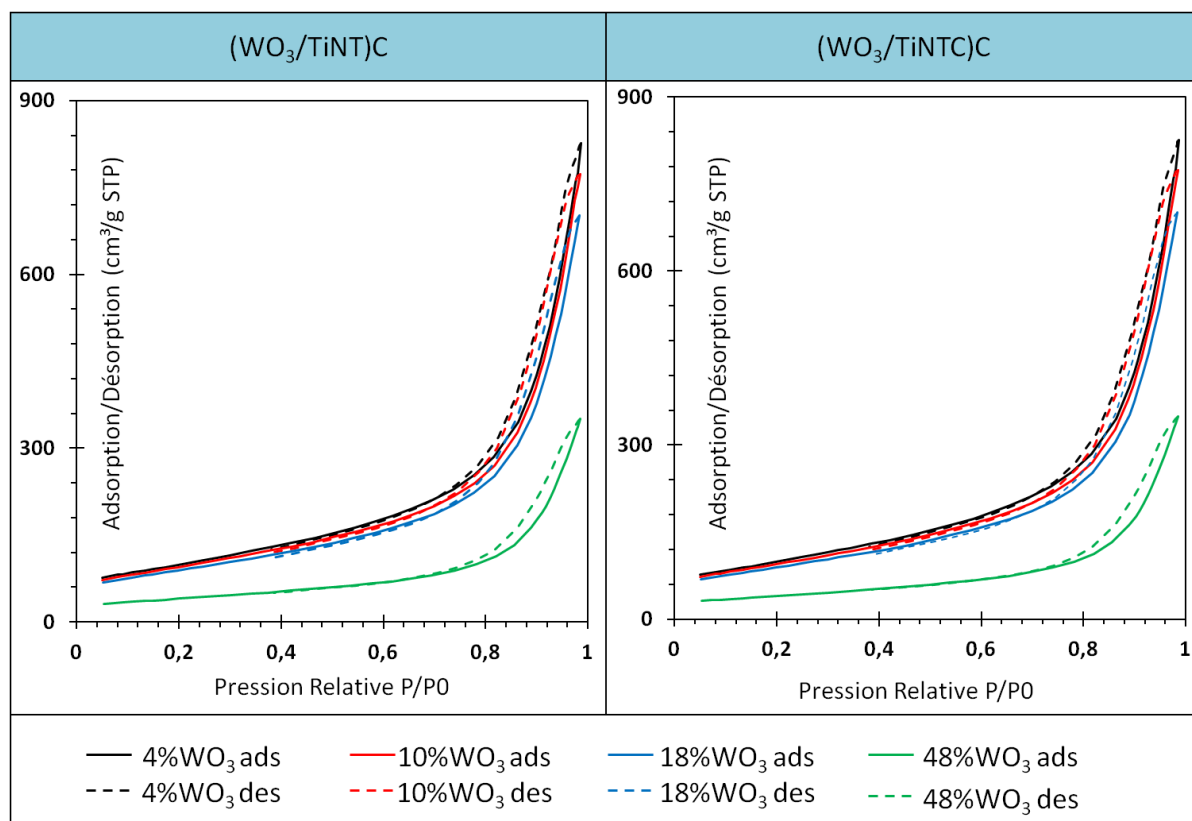 (WO₃/TiNT)C
(WO₃/TiNTC)C
Adsorption/Désorption (cm³/g STP)
900
600
300
0
0 0,2 0,4 0,6 0,8 1
Pression Relative P/P0
Adsorption/Désorption (cm³/g STP)
900
600
300
0
0 0,2 0,4 0,6 0,8 1
Pression Relative P/P0
4%WO₃ ads 10%WO₃ ads 18%WO₃ ads 48%WO₃ ads
4%WO₃ des 10%WO₃ des 18%WO₃ des 48%WO₃ des